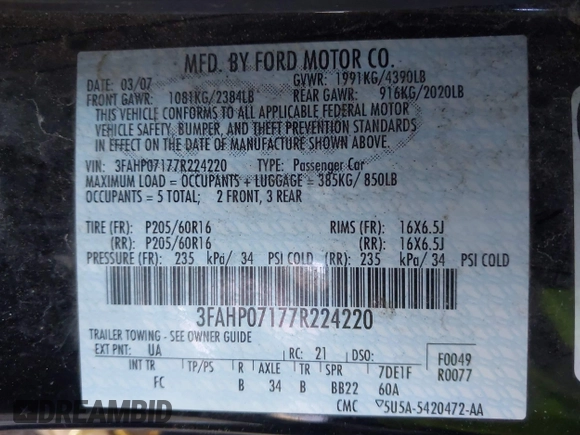 MFD. BY FORD MOTOR CO.
DATE: 03/07 GVWR: 1991KG/4390LB
FRONT GAWR: 1081KG/2384LB REAR GAWR: 916KG/2020LB
THIS VEHICLE CONFORMS TO ALL APPLICABLE FEDERAL MOTOR
VEHICLE SAFETY, BUMPER, AND THEFT PREVENTION STANDARDS
IN EFFECT ON THE DATE OF MANUFACTURE SHOWN ABOVE.
VIN: 3FAHP07177R224220 TYPE: Passenger Car
MAXIMUM LOAD = OCCUPANTS + LUGGAGE = 385KG/ 850LB
OCCUPANTS = 5 TOTAL; 2 FRONT, 3 REAR
TIRE (FR): P205/60R16 RIMS (FR): 16X6.5J
(RR): P205/60R16 (RR): 16X6.5J
PRESSURE (FR): 235 kPa/ 34 PSI COLD (RR): 235 kPa/ 34 PSI COLD
3FAHP07177R224220
TRAILER TOWING - SEE OWNER GUIDE
EXT PNT: UA RC: 21 DSO: F0049
INT TR TP/PS R AXLE TR SPR 7DE1F R0077
FC B 34 B BB22 60A
CMC 5U5A-5420472-AA
DREAMBID